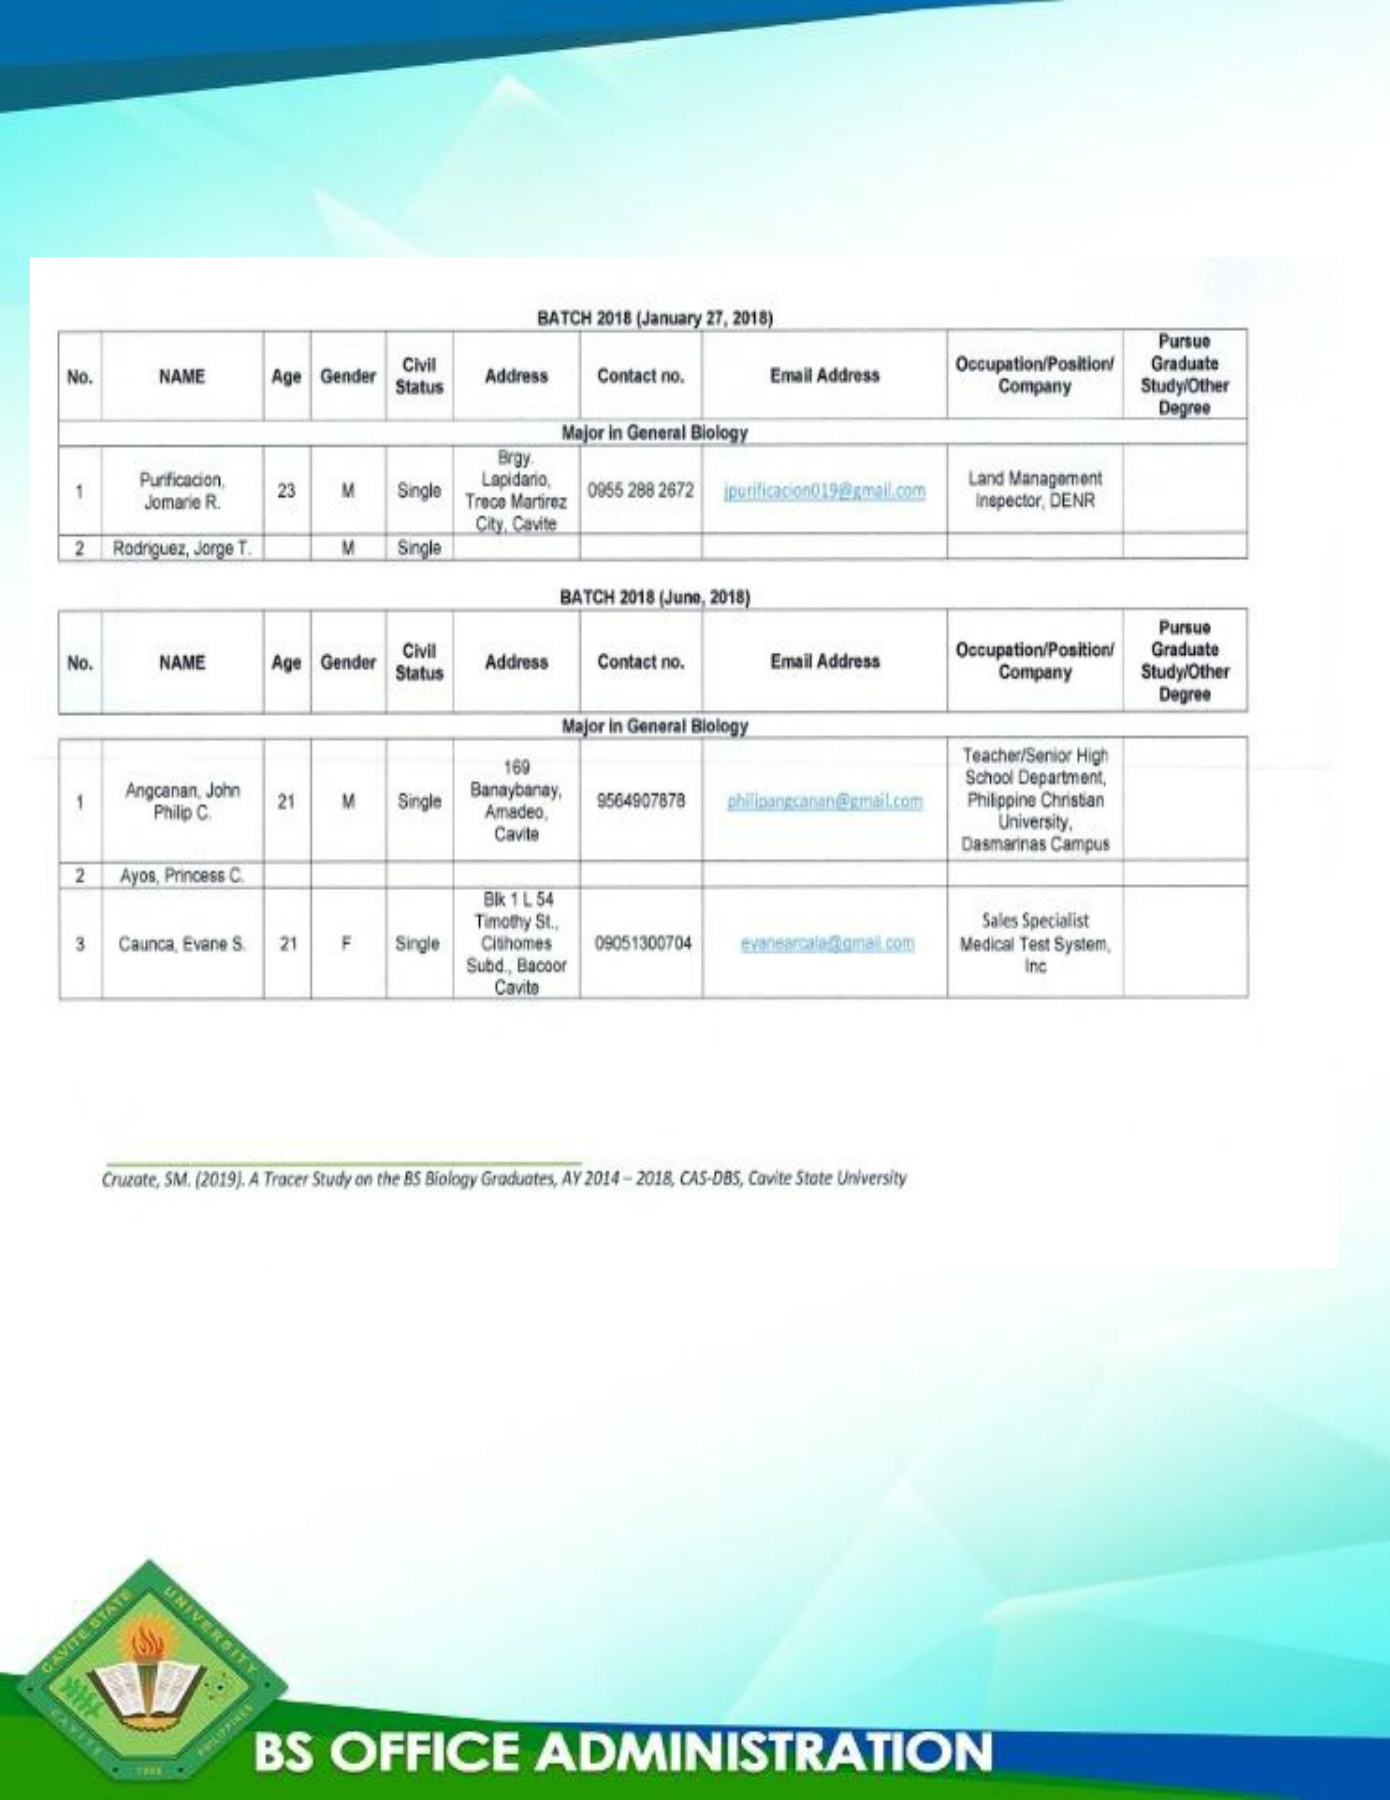 BATCH 2018 (January 27, 2018)
No. NAME Age Gender Civil Status Address Contact no. Email Address Occupation/Position/ Company Pursue Graduate Study/Other Degree
Major in General Biology
1 Purificacion, Jomarie R. 23 M Single Brgy. Lapidario, Trece Martirez City, Cavite 0955 288 2672 jpurificacion019@gmail.com Land Management Inspector, DENR
2 Rodriguez, Jorge T. M Single
BATCH 2018 (June, 2018)
No. NAME Age Gender Civil Status Address Contact no. Email Address Occupation/Position/ Company Pursue Graduate Study/Other Degree
Major in General Biology
1 Angcanan, John Philip C. 21 M Single 169 Banaybanay, Amadeo, Cavite 9564907878 philipangcanan@gmail.com Teacher/Senior High School Department, Philippine Christian University, Dasmarinas Campus
2 Ayos, Princess C.
3 Caunca, Evane S. 21 F Single Blk 1 L 54 Timothy St., Citihomes Subd., Bacoor Cavite 09051300704 evanearcala@gmail.com Sales Specialist Medical Test System, Inc
Cruzate, SM. (2019). A Tracer Study on the BS Biology Graduates, AY 2014 – 2018, CAS-DBS, Cavite State University
CAVITE STATE UNIVERSITY
CAVITE PHILIPPINES
1906
BS OFFICE ADMINISTRATION